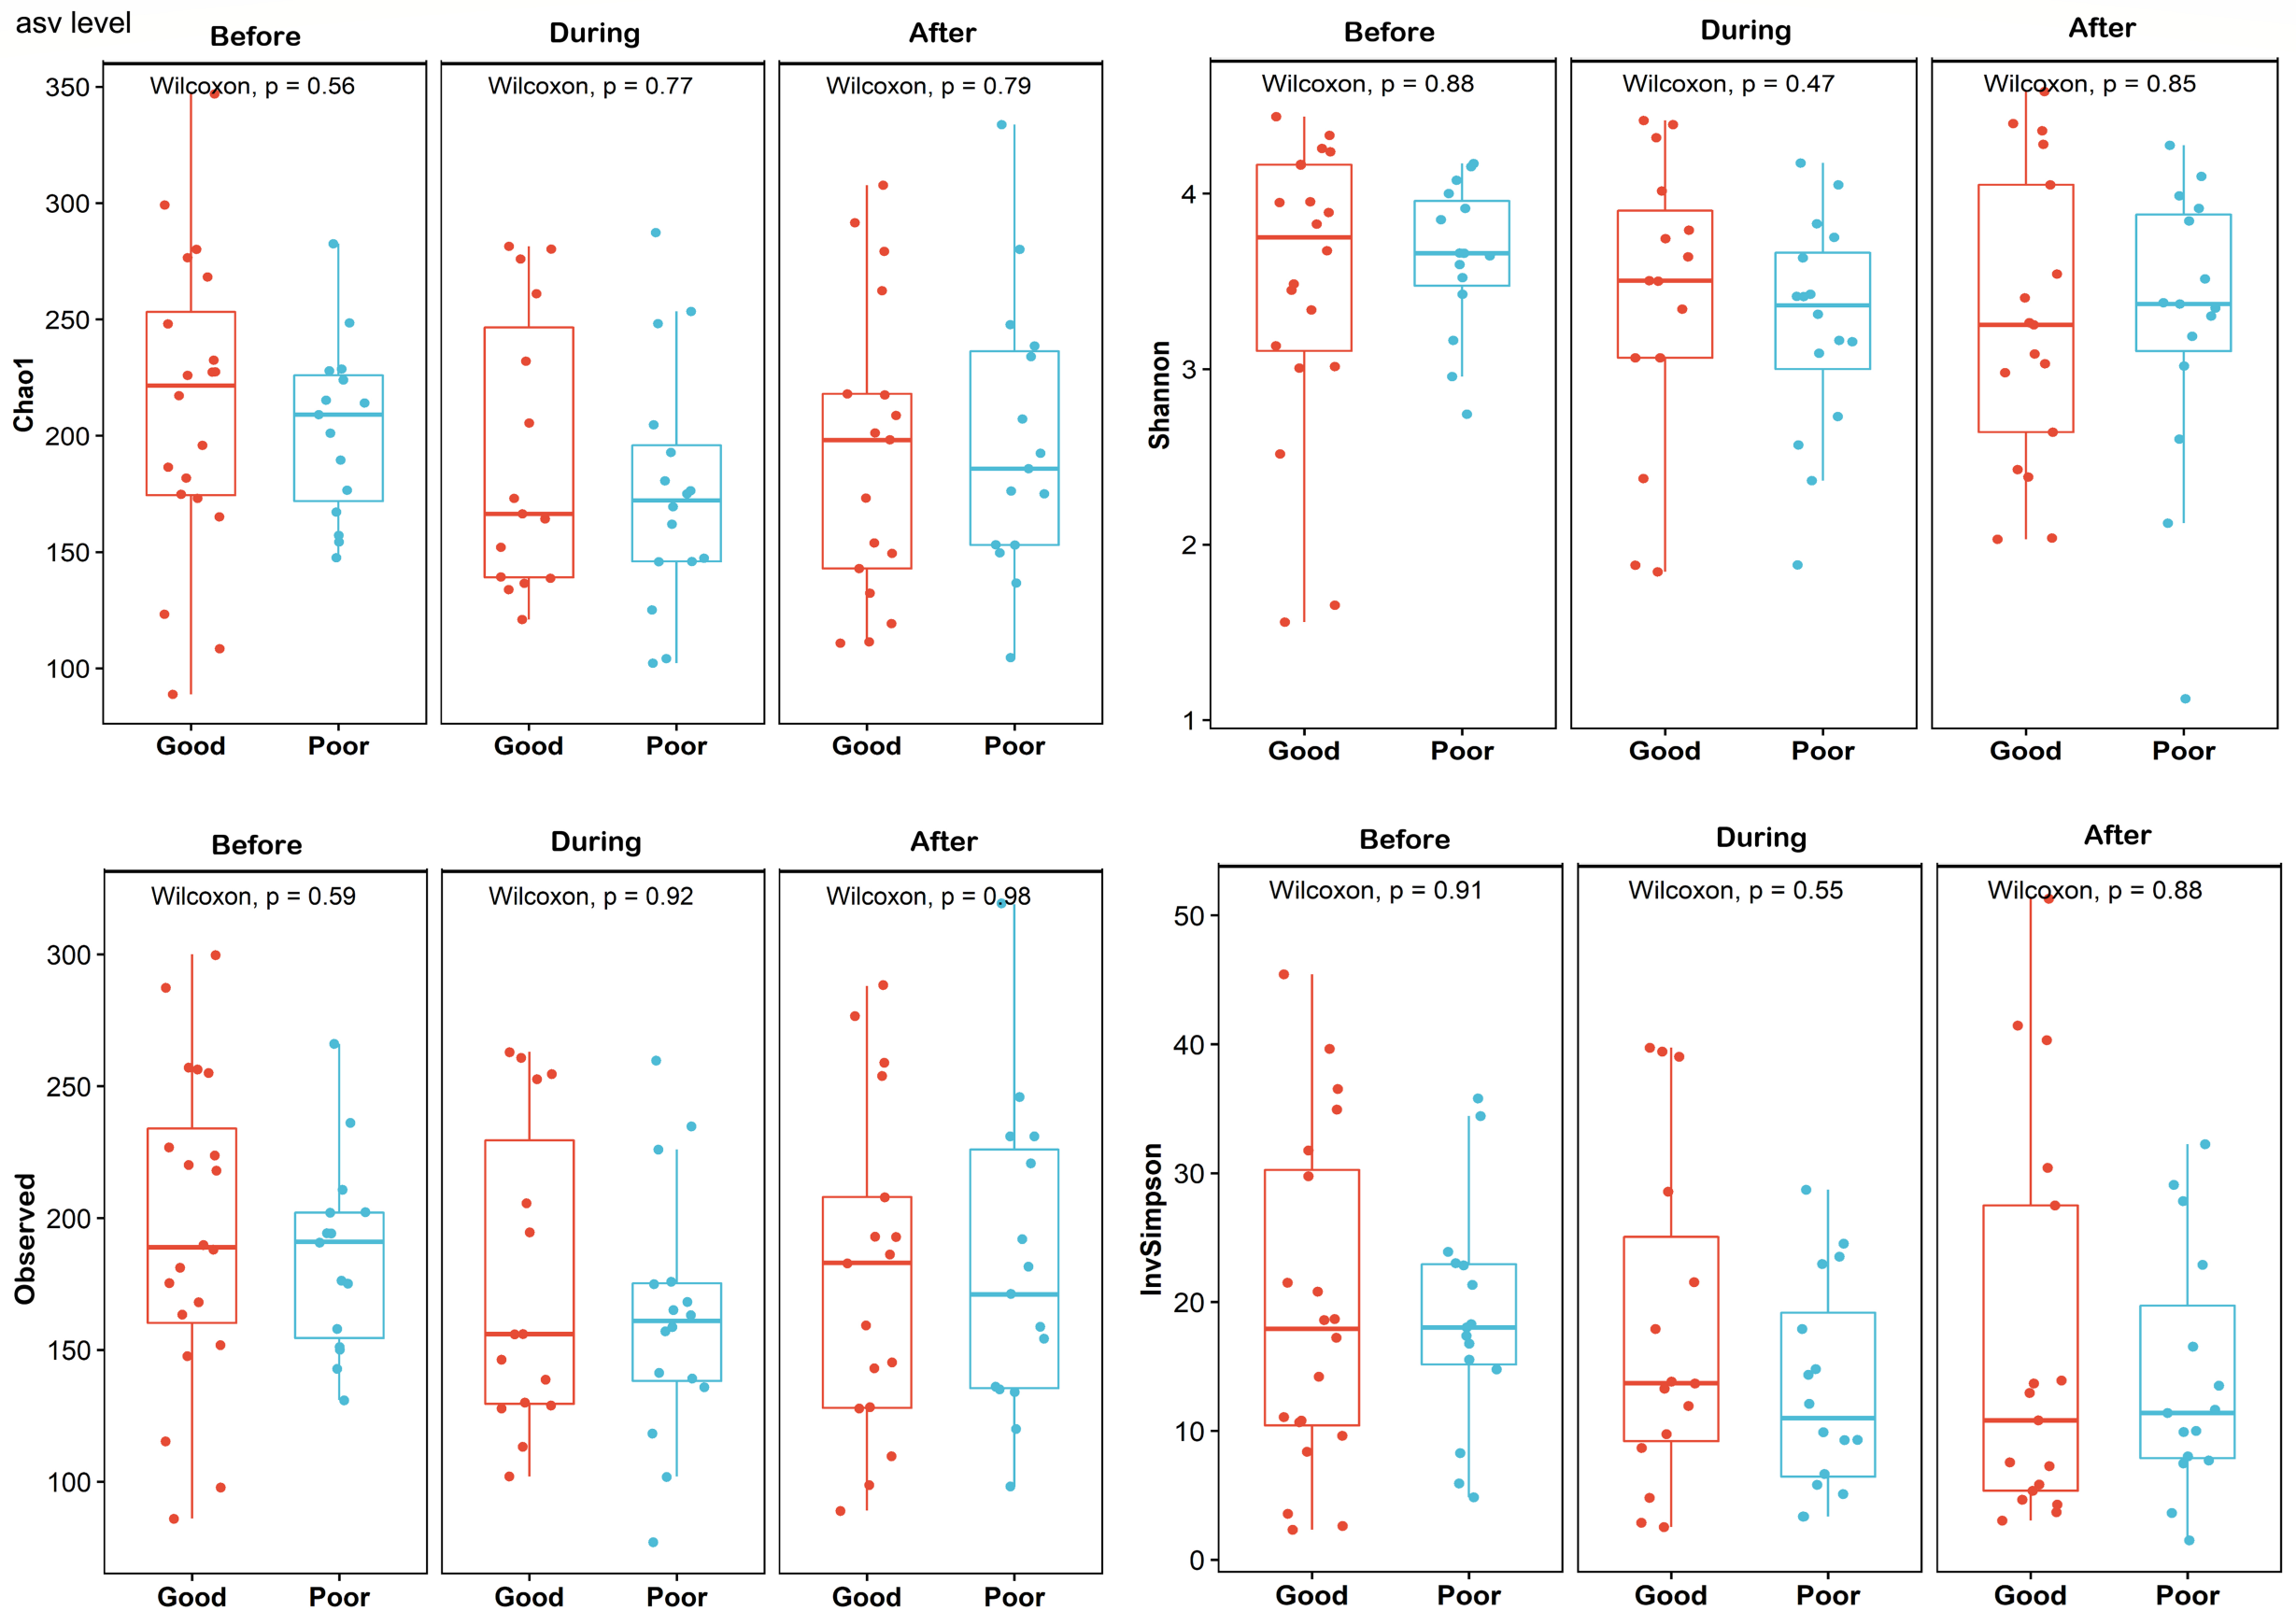 asv level
Before
During
After
Wilcoxon, p = 0.56
Wilcoxon, p = 0.77
Wilcoxon, p = 0.79
Chao1
350
300
250
200
150
100
Good
Poor
Good
Poor
Good
Poor
Before
During
After
Wilcoxon, p = 0.88
Wilcoxon, p = 0.47
Wilcoxon, p = 0.85
Shannon
4
3
2
1
Good
Poor
Good
Poor
Good
Poor
Before
During
After
Wilcoxon, p = 0.59
Wilcoxon, p = 0.92
Wilcoxon, p = 0.98
Observed
300
250
200
150
100
Good
Poor
Good
Poor
Good
Poor
Before
During
After
Wilcoxon, p = 0.91
Wilcoxon, p = 0.55
Wilcoxon, p = 0.88
InvSimpson
50
40
30
20
10
0
Good
Poor
Good
Poor
Good
Poor